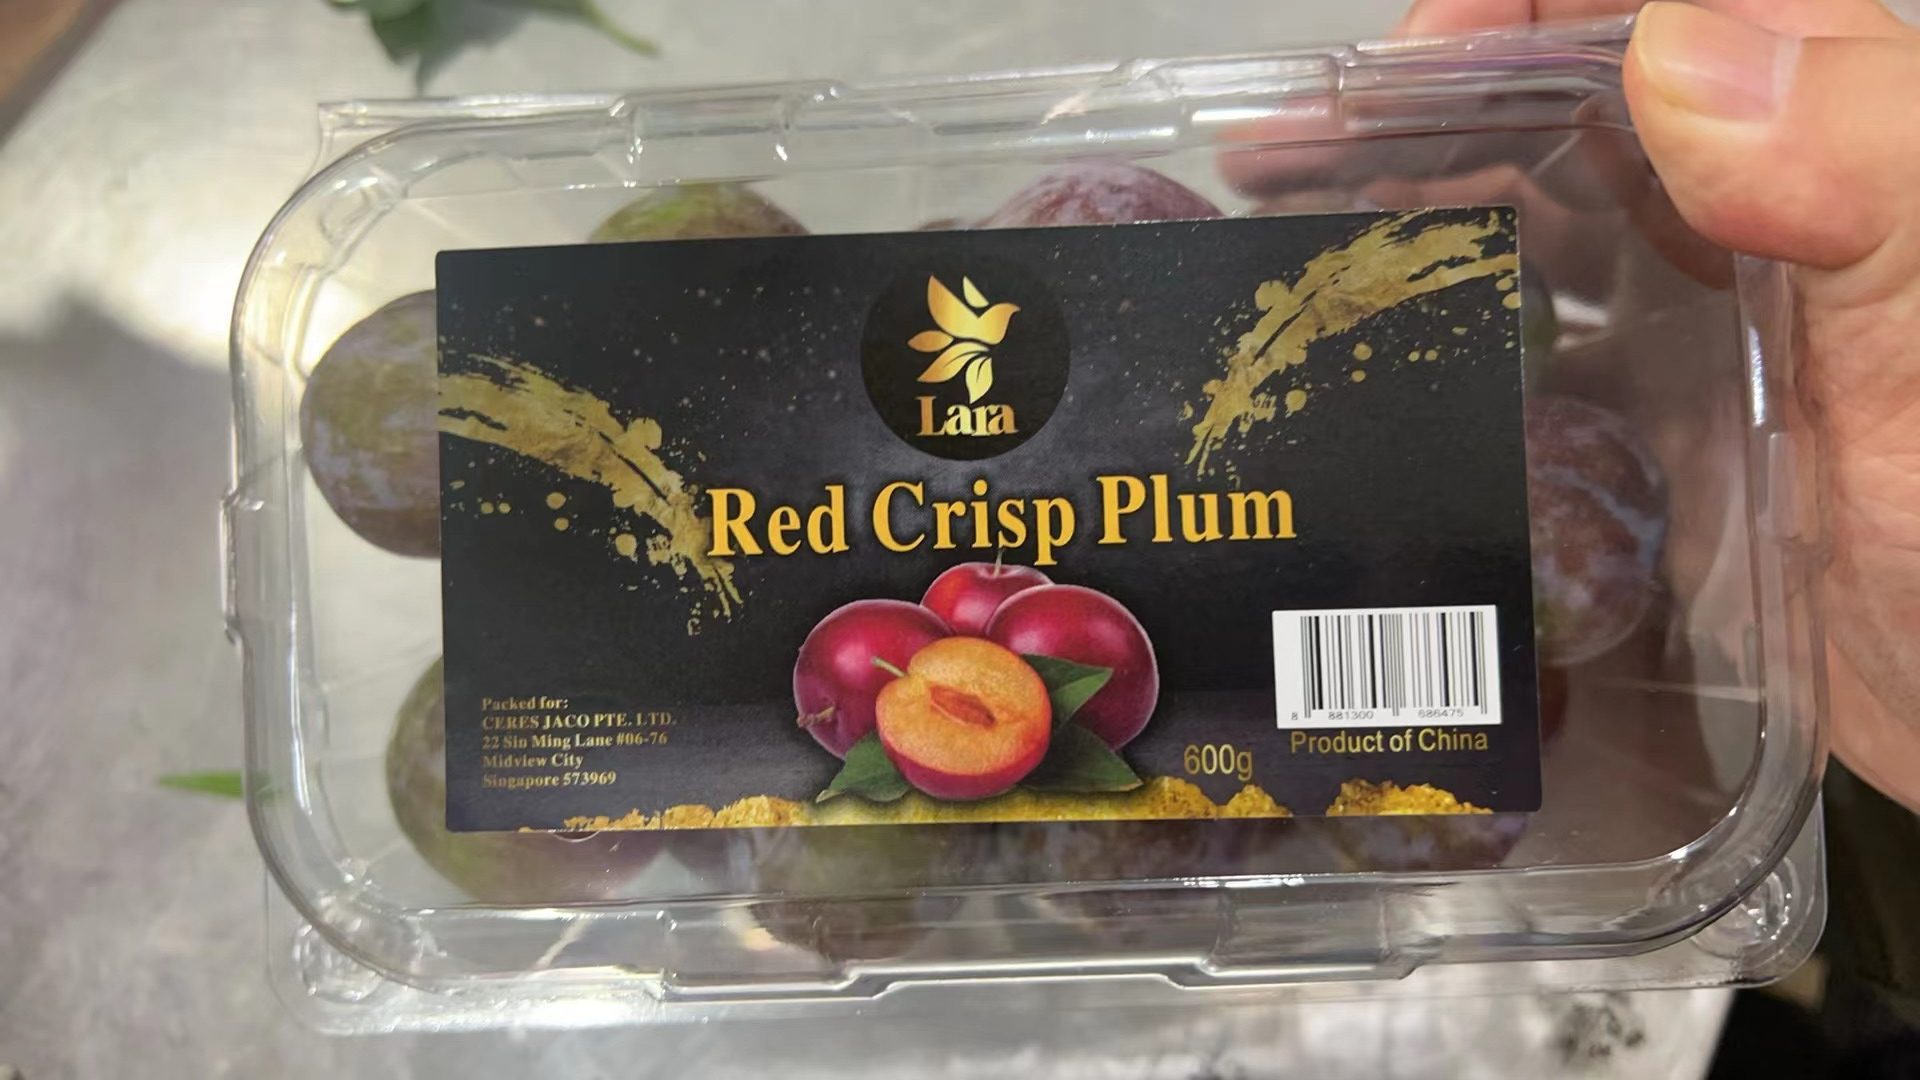 Lara
Red Crisp Plum
Packed for:
CERES JACO PTE. LTD.
22 Sin Ming Lane #06-76
Midview City
Singapore 573969
600g
8 881300 686475
Product of China